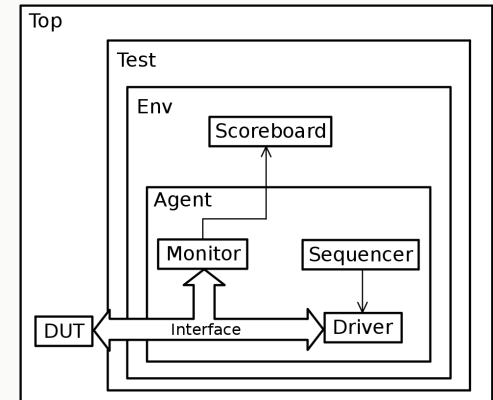 Top
Test
Env
Scoreboard
Agent
Monitor
Sequencer
DUT
Interface
Driver